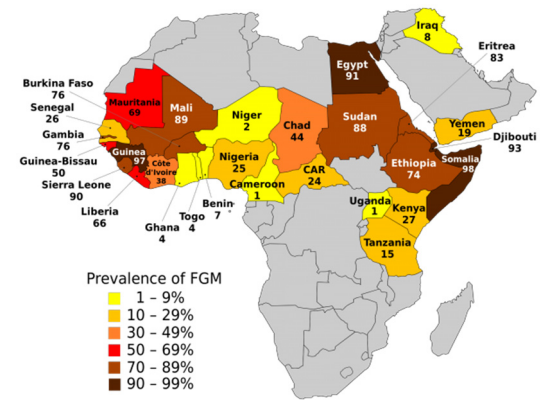 Iraq
8
Eritrea
83
Egypt
91
Burkina Faso
76
Senegal
26
Gambia
76
Guinea-Bissau
50
Sierra Leone
90
Liberia
66
Mauritania
69
Mali
89
Niger
2
Chad
44
Sudan
88
Yemen
19
Djibouti
93
Guinea
97
Côte
d'Ivoire
38
Nigeria
25
CAR
24
Cameroon
1
Ethiopia
74
Somalia
98
Uganda
1
Kenya
27
Tanzania
15
Benin
7
Togo
4
Ghana
4
Prevalence of FGM
1 – 9%
10 – 29%
30 – 49%
50 – 69%
70 – 89%
90 – 99%